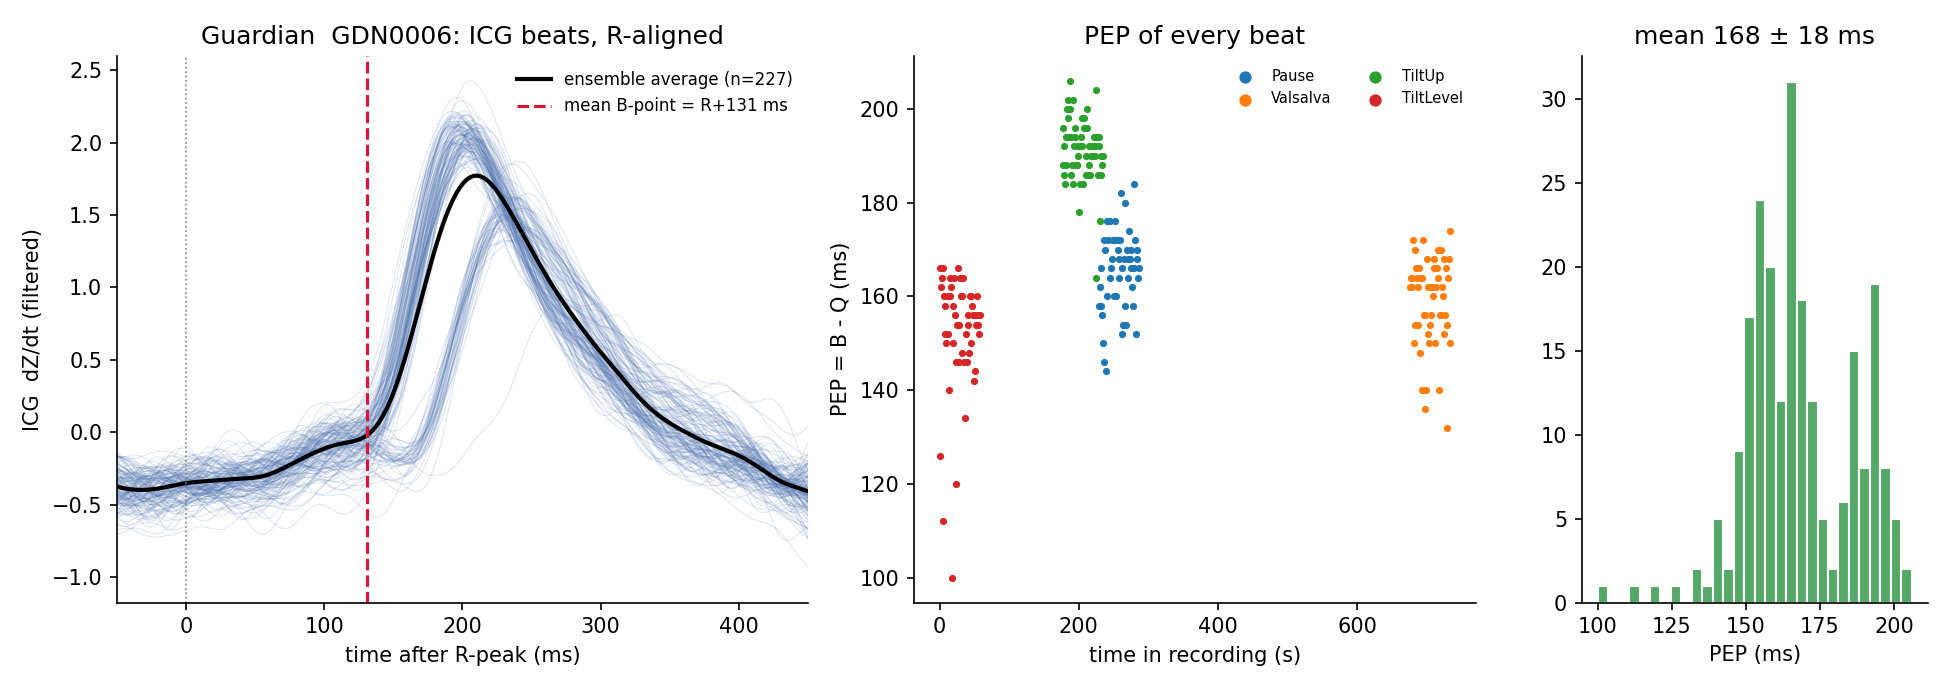 Guardian  GDN0006: ICG beats, R-aligned
ICG  dZ/dt (filtered)
2.5
2.0
1.5
1.0
0.5
0.0
−0.5
−1.0
ensemble average (n=227)
mean B-point = R+131 ms
0
100
200
300
400
time after R-peak (ms)
PEP of every beat
PEP = B - Q (ms)
200
180
160
140
120
100
Pause
Valsalva
TiltUp
TiltLevel
0
200
400
600
time in recording (s)
mean 168 ± 18 ms
30
25
20
15
10
5
0
100
125
150
175
200
PEP (ms)